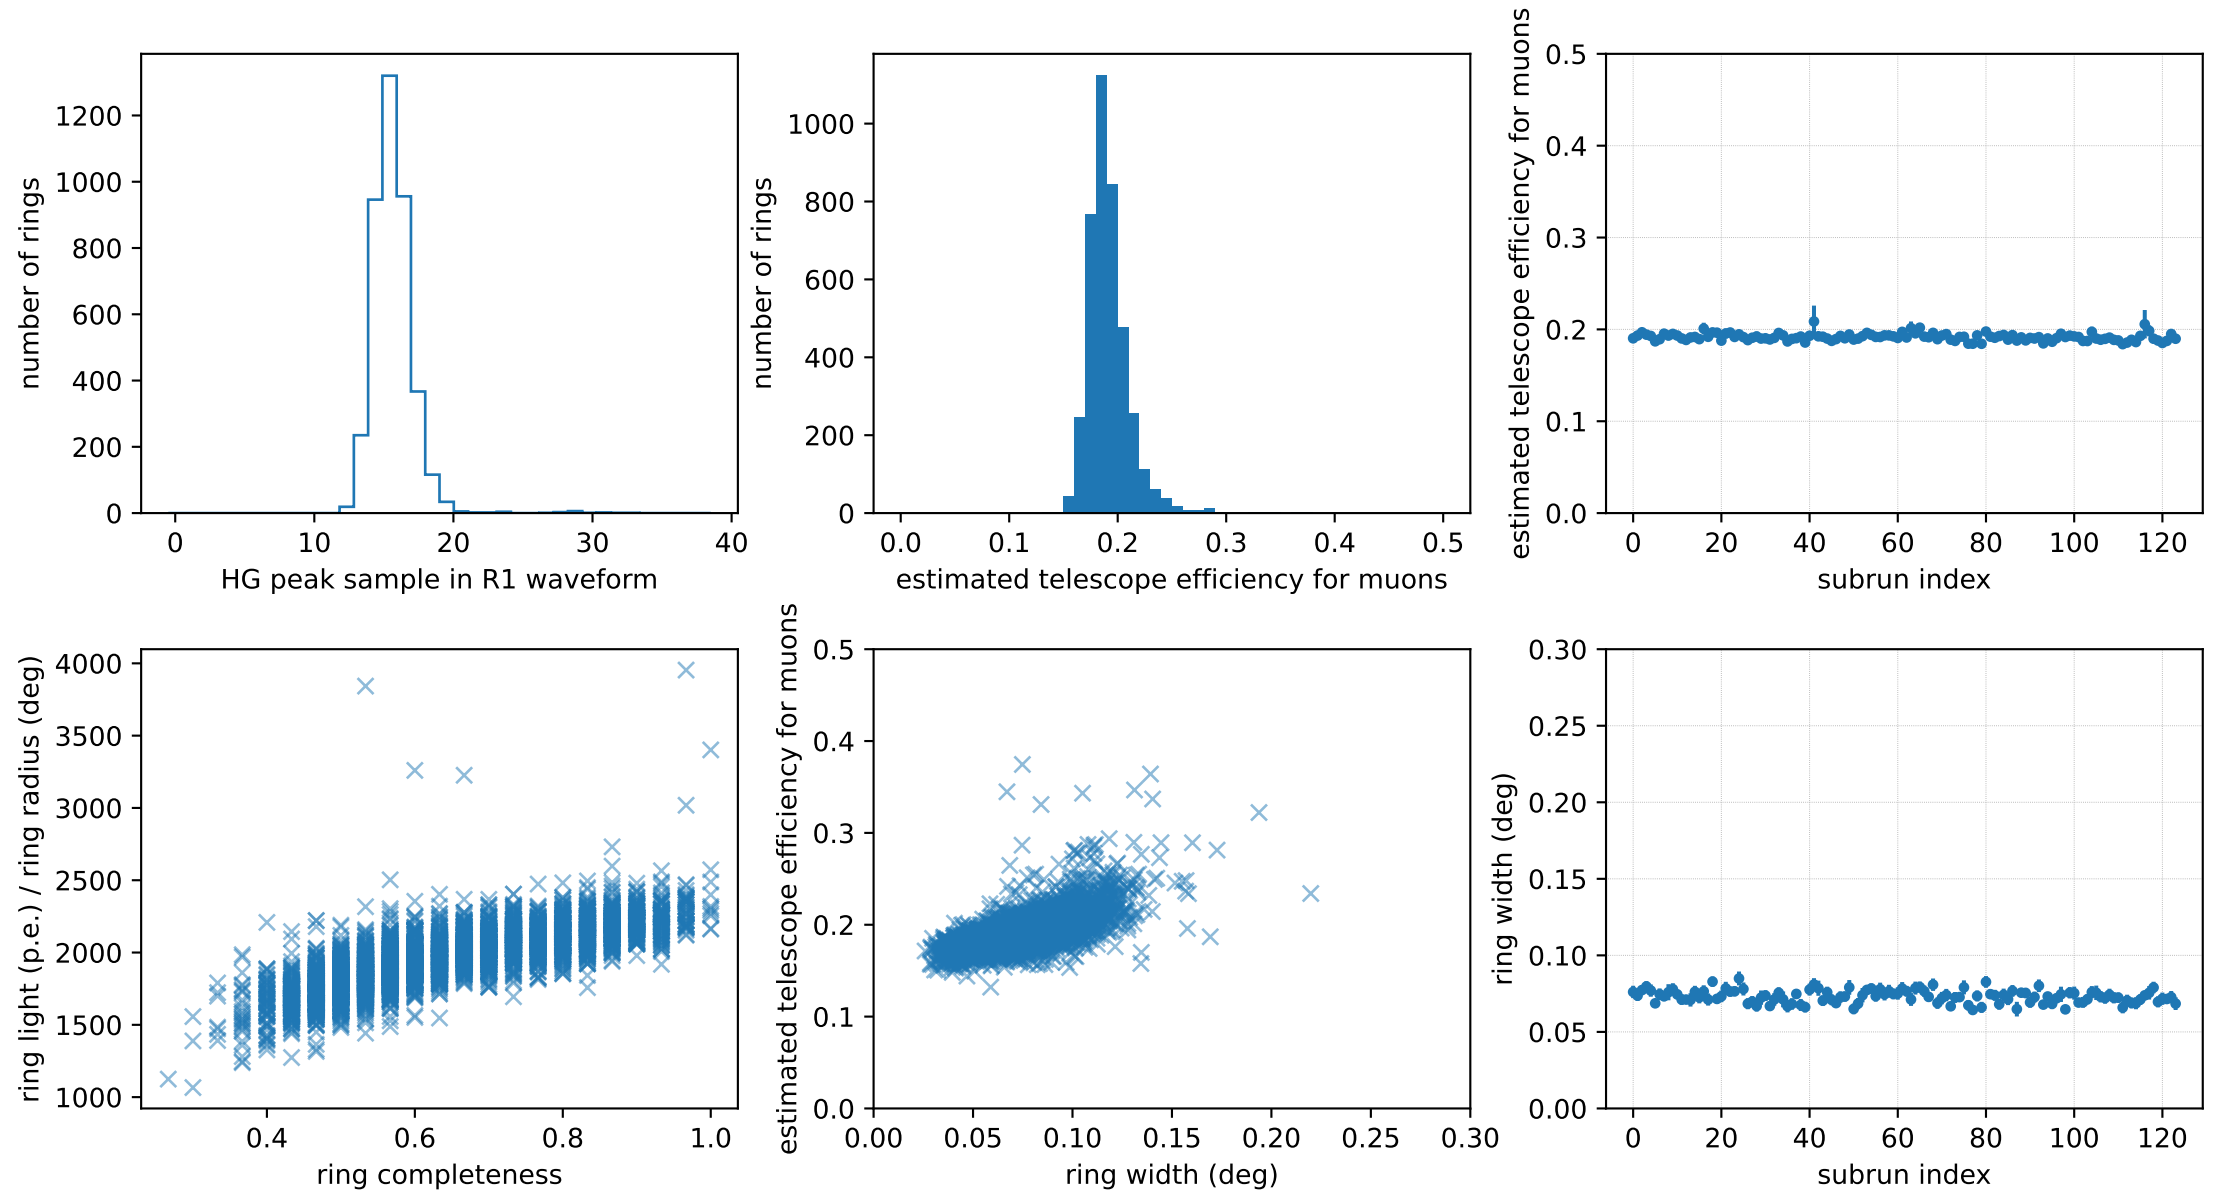 number of rings
1200
1000
800
600
400
200
0
0 10 20 30 40
HG peak sample in R1 waveform
number of rings
1000
800
600
400
200
0
0.0 0.1 0.2 0.3 0.4 0.5
estimated telescope efficiency for muons
estimated telescope efficiency for muons
0.5
0.4
0.3
0.2
0.1
0.0
0 20 40 60 80 100 120
subrun index
ring light (p.e.) / ring radius (deg)
4000
3500
3000
2500
2000
1500
1000
0.4 0.6 0.8 1.0
ring completeness
estimated telescope efficiency for muons
0.5
0.4
0.3
0.2
0.1
0.0
0.00 0.05 0.10 0.15 0.20 0.25 0.30
ring width (deg)
ring width (deg)
0.30
0.25
0.20
0.15
0.10
0.05
0.00
0 20 40 60 80 100 120
subrun index